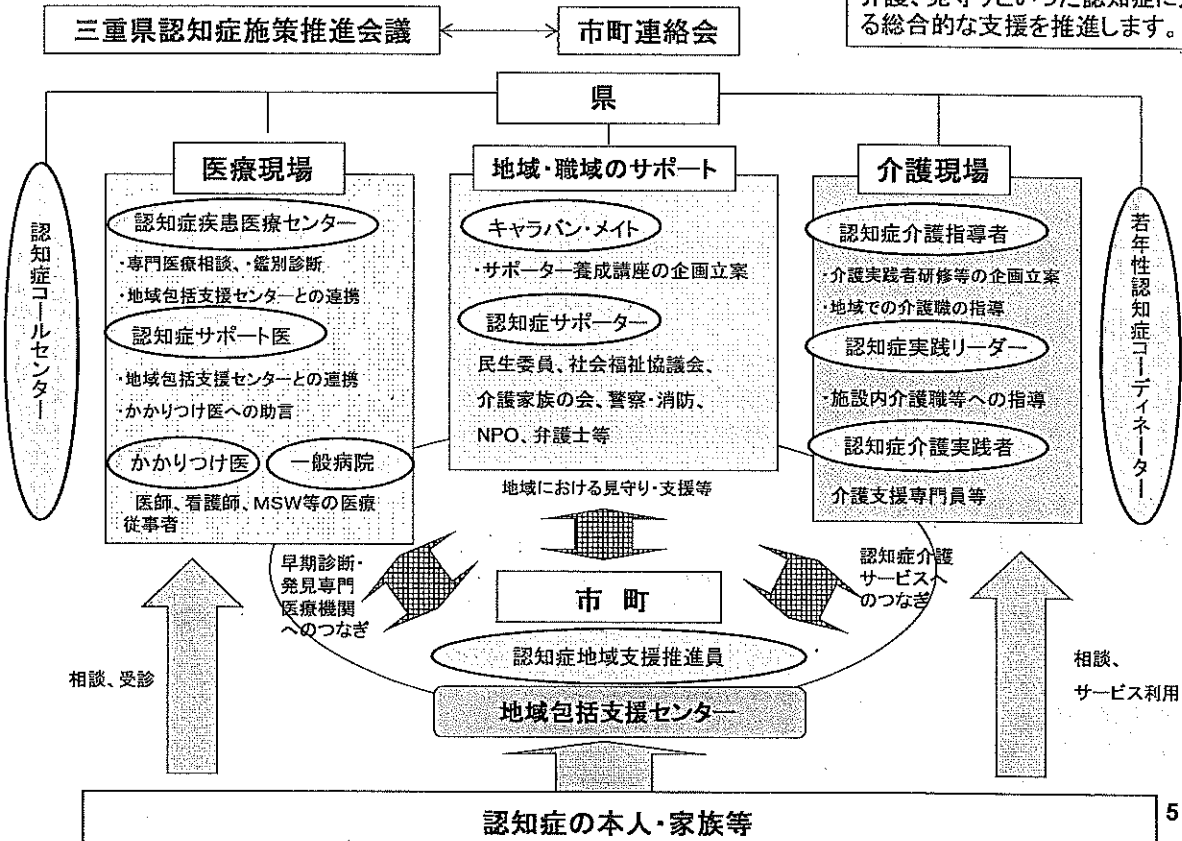 介護、見守りといった認知症に
る総合的な支援を推進します。
三重県認知症施策推進会議
市町連絡会
県
認知症コールセンター
医療現場
認知症疾患医療センター
・専門医療相談、・鑑別診断
・地域包括支援センターとの連携
認知症サポート医
・地域包括支援センターとの連携
・かかりつけ医への助言
かかりつけ医
一般病院
医師、看護師、MSW等の医療
従事者
地域・職域のサポート
キャラバン・メイト
・サポーター養成講座の企画立案
認知症サポーター
民生委員、社会福祉協議会、
介護家族の会、警察・消防、
NPO、弁護士等
地域における見守り・支援等
介護現場
認知症介護指導者
・介護実践者研修等の企画立案
・地域での介護職の指導
認知症実践リーダー
・施設内介護職等への指導
認知症介護実践者
介護支援専門員等
若年性認知症コーディネーター
早期診断・
発見専門
医療機関
へのつなぎ
認知症介護
サービスへ
のつなぎ
市 町
認知症地域支援推進員
地域包括支援センター
相談、受診
相談、
サービス利用
認知症の本人・家族等
5